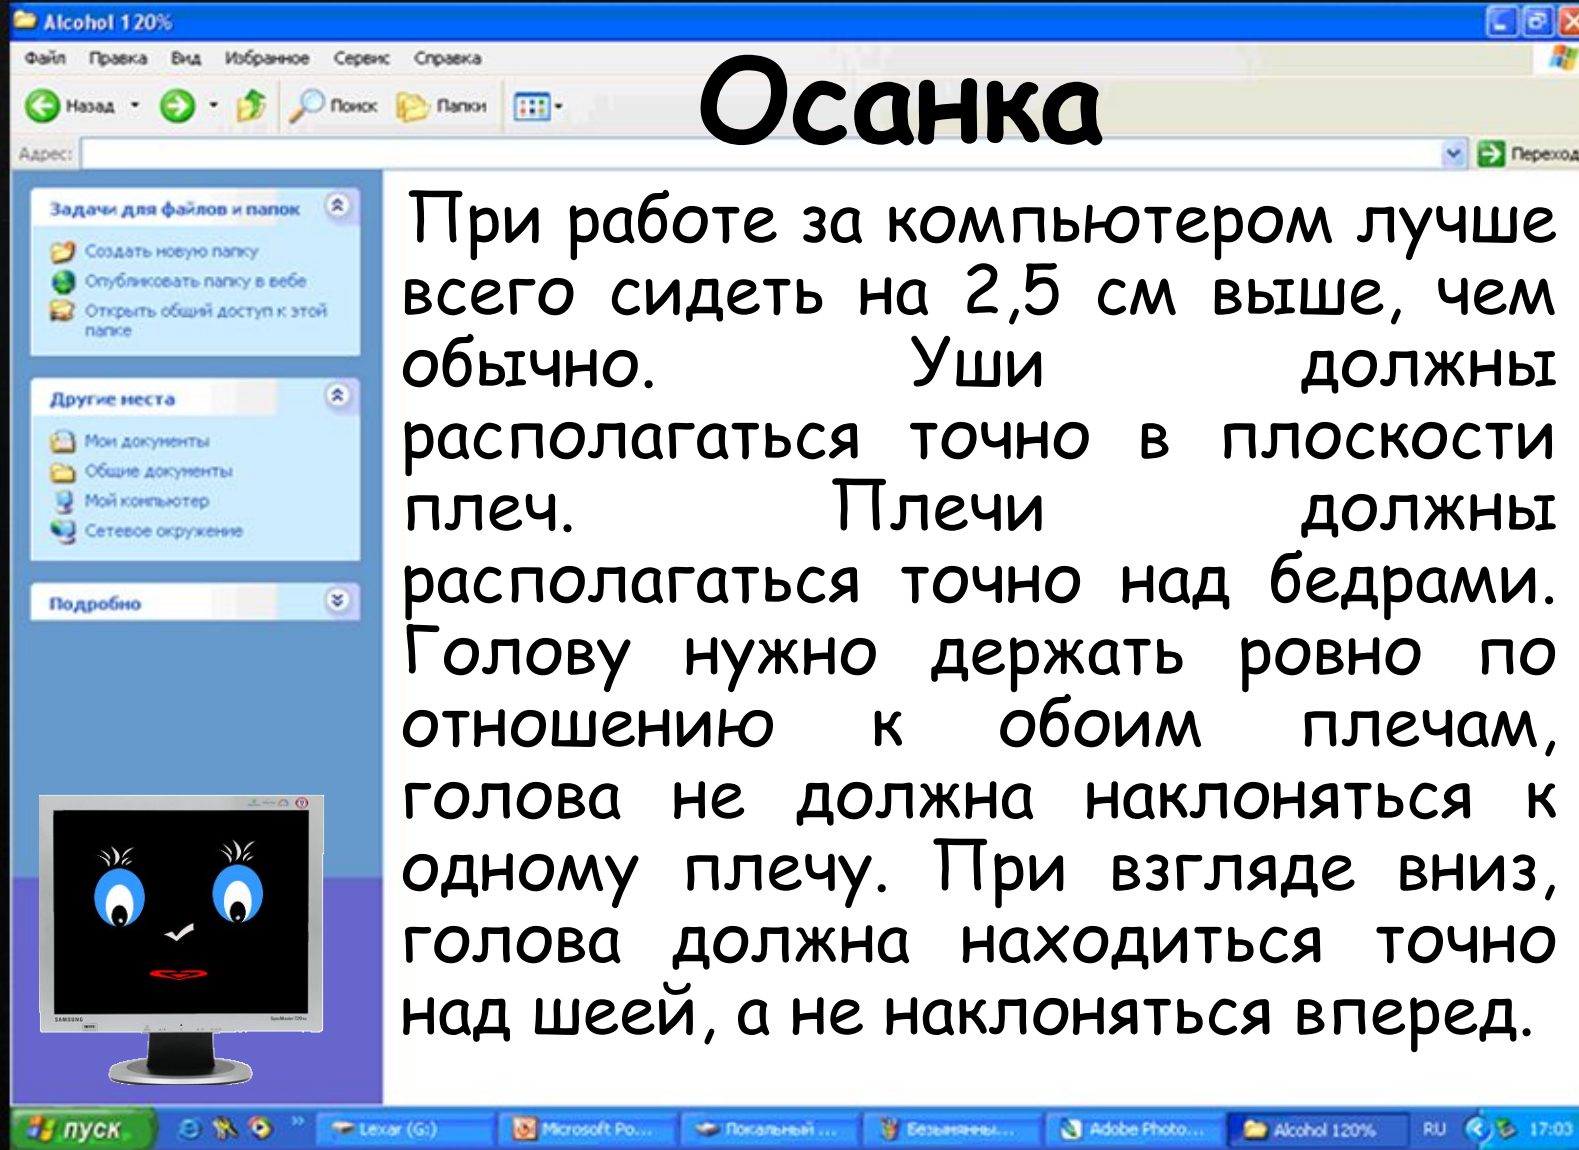 Alcohol 120%
Файл Правка Вид Избранное Сервис Справка
Осанка
Назад Поиск Папки
Адрес: Переход
Задачи для файлов и папок
Создать новую папку
Опубликовать папку в вебе
Открыть общий доступ к этой
папке
Другие места
Мои документы
Общие документы
Мой компьютер
Сетевое окружение
Подробно
При работе за компьютером лучше
всего сидеть на 2,5 см выше, чем
обычно. Уши должны
располагаться точно в плоскости
плеч. Плечи должны
располагаться точно над бедрами.
Голову нужно держать ровно по
отношению к обоим плечам,
голова не должна наклоняться к
одному плечу. При взгляде вниз,
голова должна находиться точно
над шеей, а не наклоняться вперед.
SAMSUNG
пуск Lexar (G:) Microsoft Po... Локальный ... Безымянны... Adobe Photo... Alcohol 120% RU 17:03